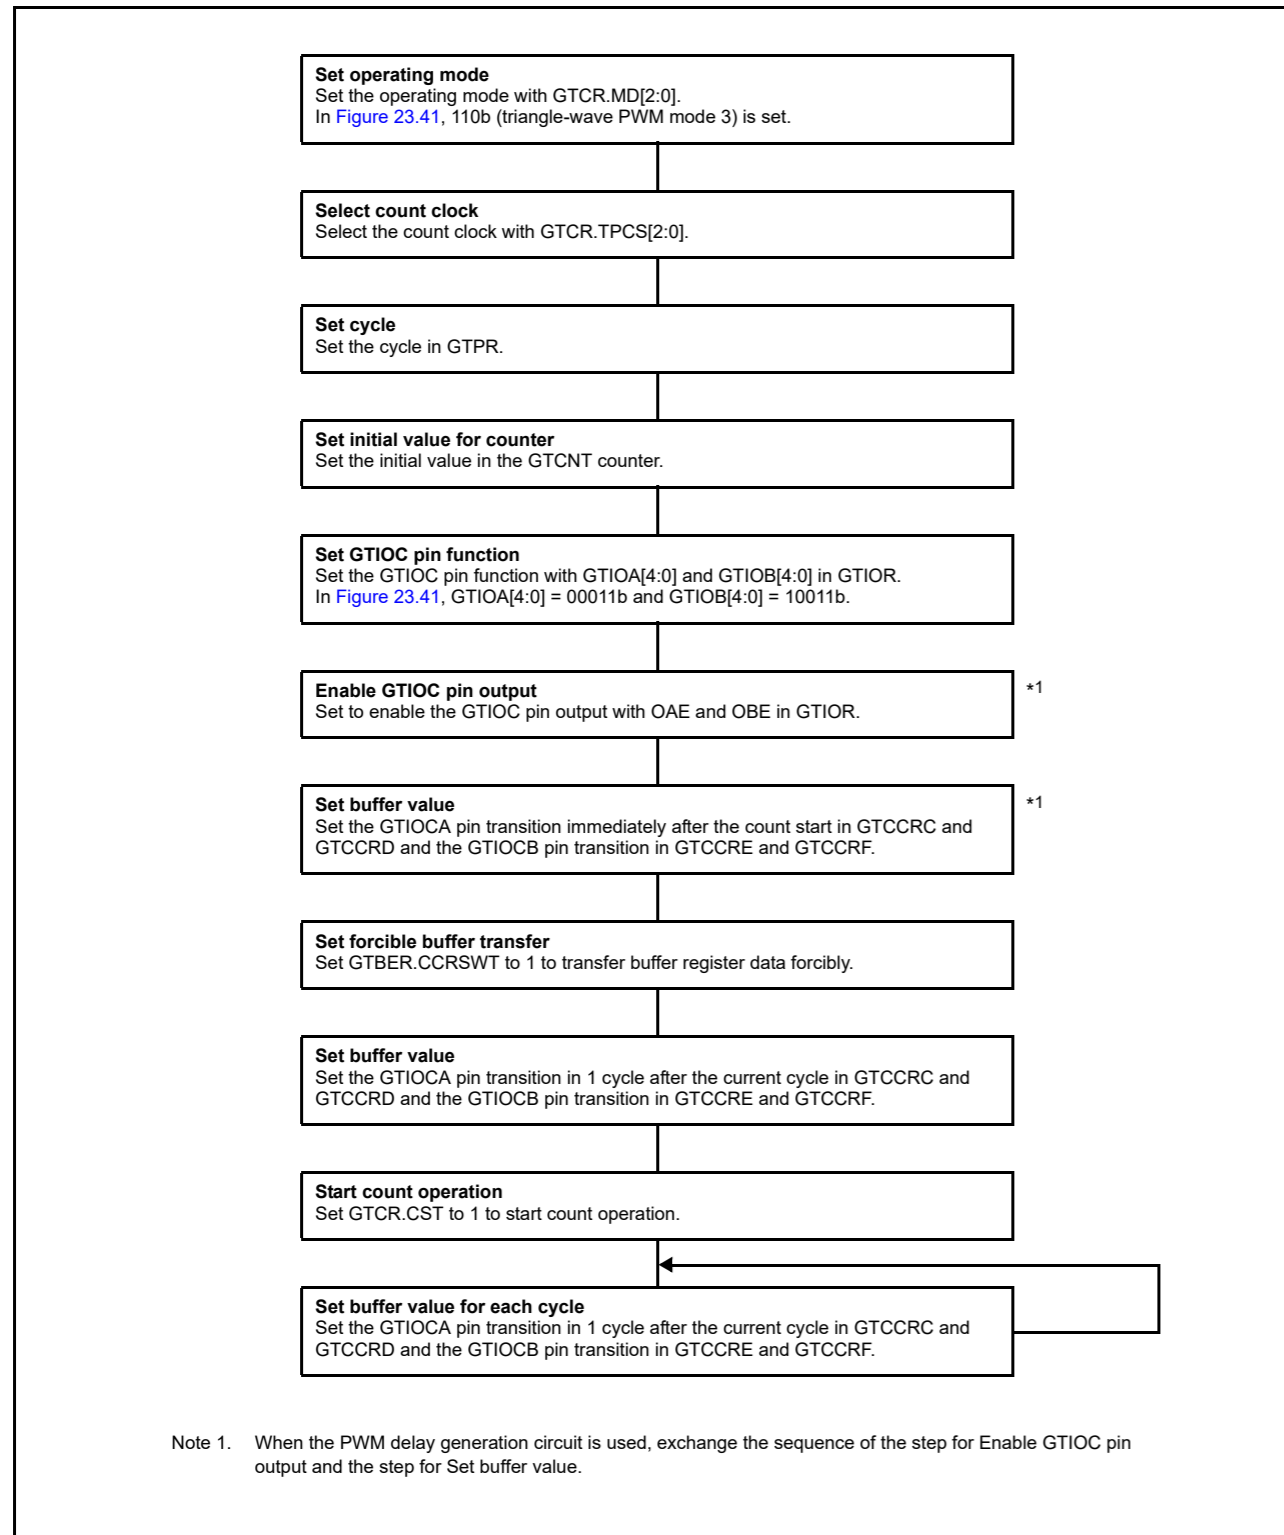 Set operating mode
Set the operating mode with GTCR.MD[2:0].
In Figure 23.41, 110b (triangle-wave PWM mode 3) is set.
Select count clock
Select the count clock with GTCR.TPCS[2:0].
Set cycle
Set the cycle in GTPR.
Set initial value for counter
Set the initial value in the GTCNT counter.
Set GTIOC pin function
Set the GTIOC pin function with GTIOA[4:0] and GTIOB[4:0] in GTIOR.
In Figure 23.41, GTIOA[4:0] = 00011b and GTIOB[4:0] = 10011b.
Enable GTIOC pin output
Set to enable the GTIOC pin output with OAE and OBE in GTIOR.
*1
Set buffer value
Set the GTIOCA pin transition immediately after the count start in GTCCRC and
GTCCRD and the GTIOCB pin transition in GTCCRE and GTCCRF.
*1
Set forcible buffer transfer
Set GTBER.CCRSWT to 1 to transfer buffer register data forcibly.
Set buffer value
Set the GTIOCA pin transition in 1 cycle after the current cycle in GTCCRC and
GTCCRD and the GTIOCB pin transition in GTCCRE and GTCCRF.
Start count operation
Set GTCR.CST to 1 to start count operation.
Set buffer value for each cycle
Set the GTIOCA pin transition in 1 cycle after the current cycle in GTCCRC and
GTCCRD and the GTIOCB pin transition in GTCCRE and GTCCRF.
Note 1. When the PWM delay generation circuit is used, exchange the sequence of the step for Enable GTIOC pin
output and the step for Set buffer value.